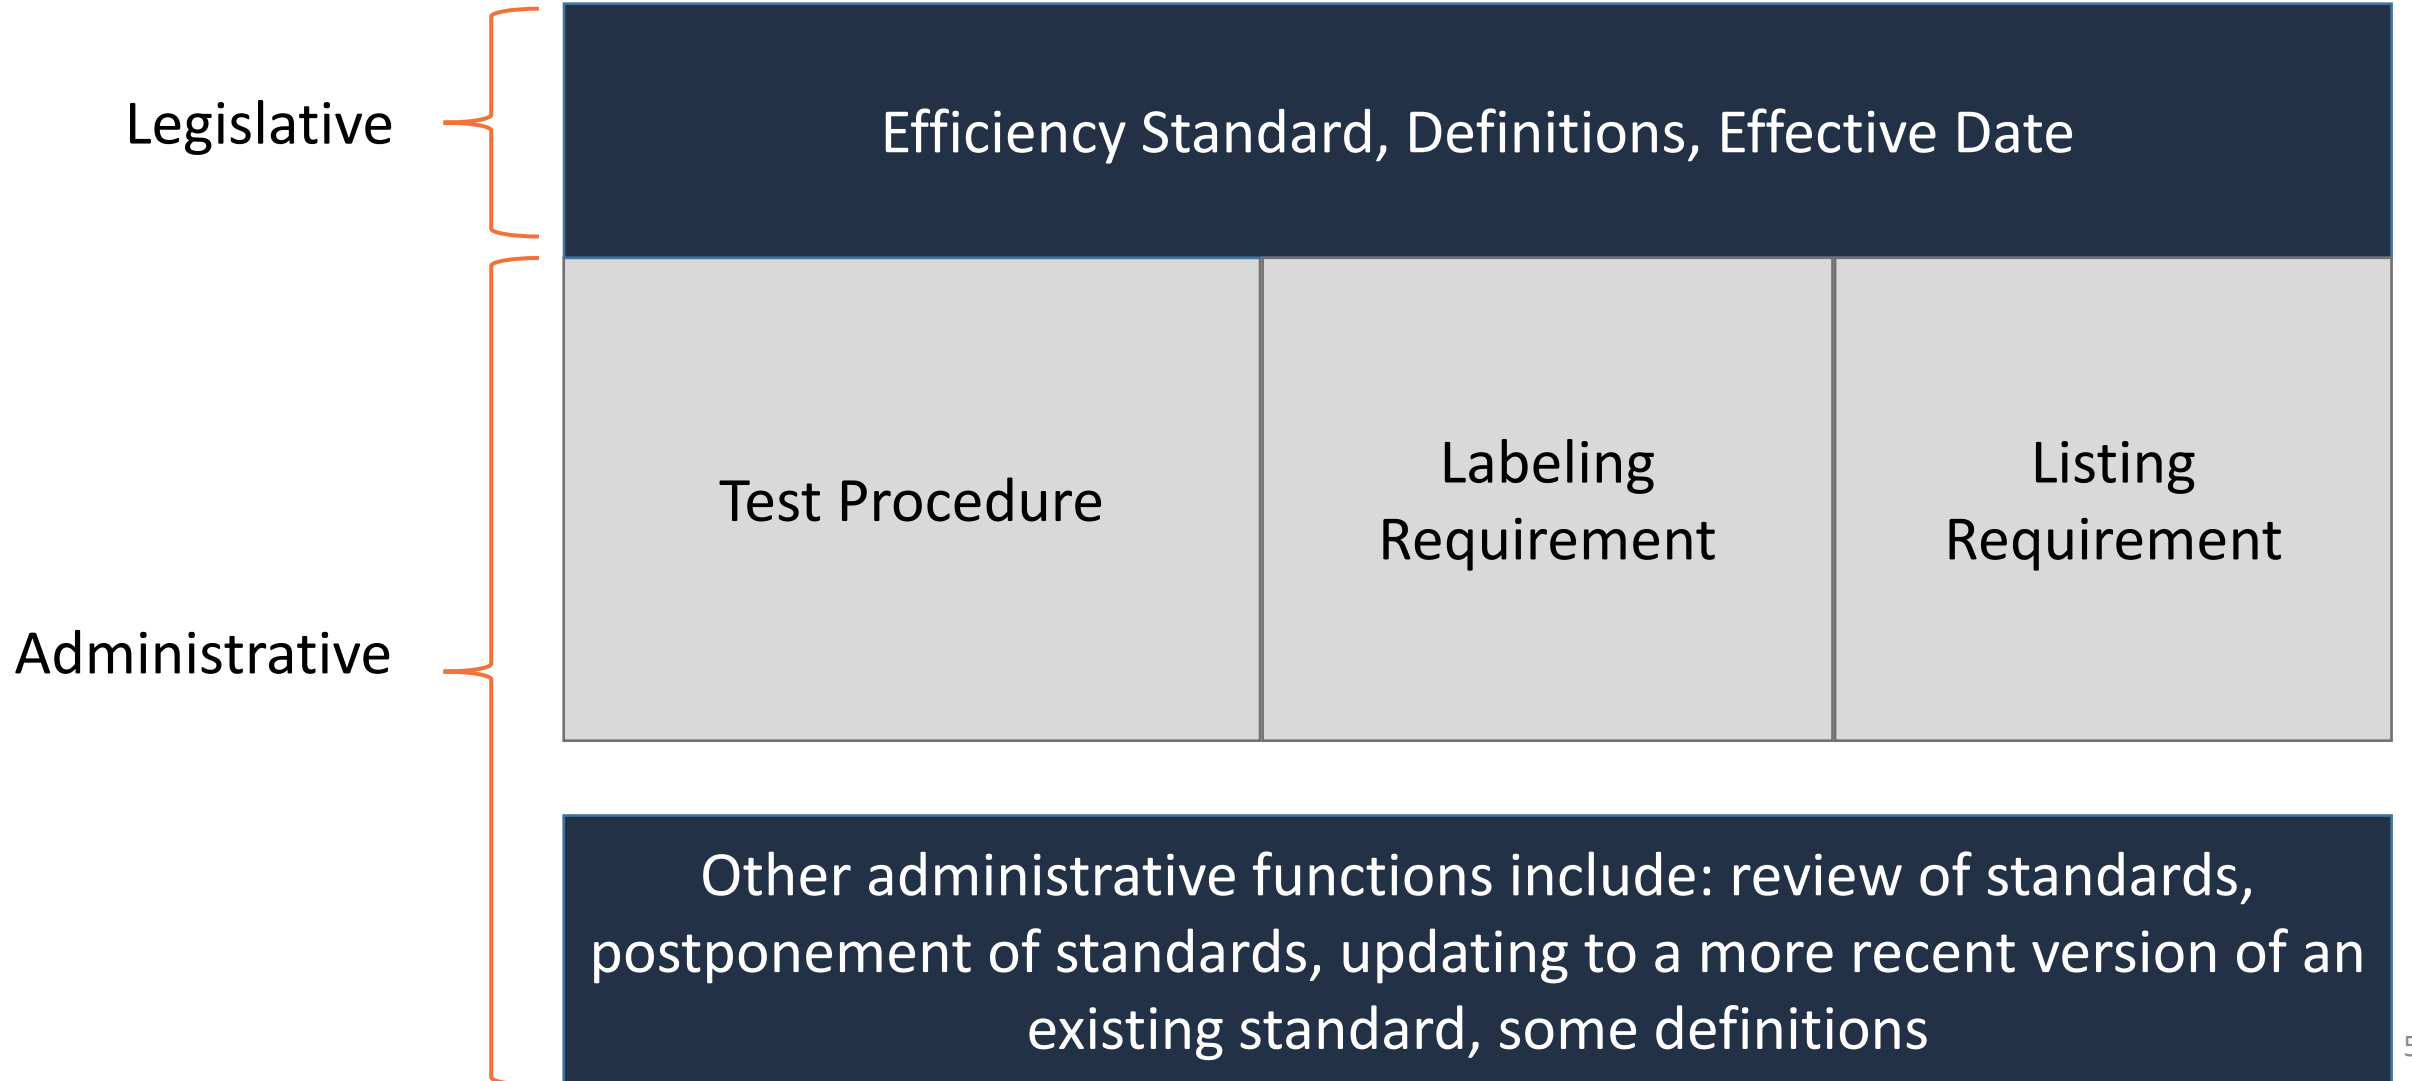 Legislative
Efficiency Standard, Definitions, Effective Date
Administrative
Test Procedure
Labeling
Requirement
Listing
Requirement
Other administrative functions include: review of standards,
postponement of standards, updating to a more recent version of an
existing standard, some definitions
5